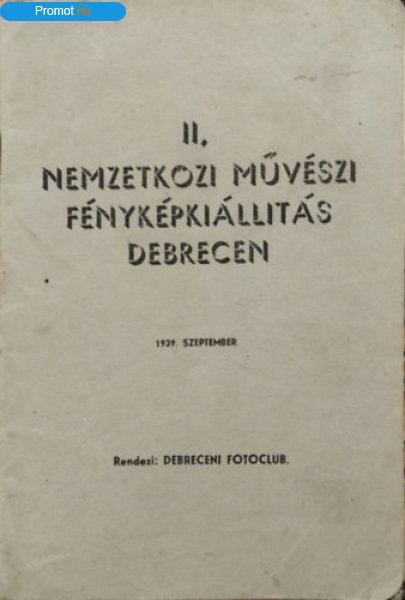 Promot.hu
II.
NEMZETKOZI MŰVÉSZI
FÉNYKÉPKIÁLLITÁS
DEBRECEN
1939. SZEPTEMBER
Rendezi: DEBRECENI FOTOCLUB.